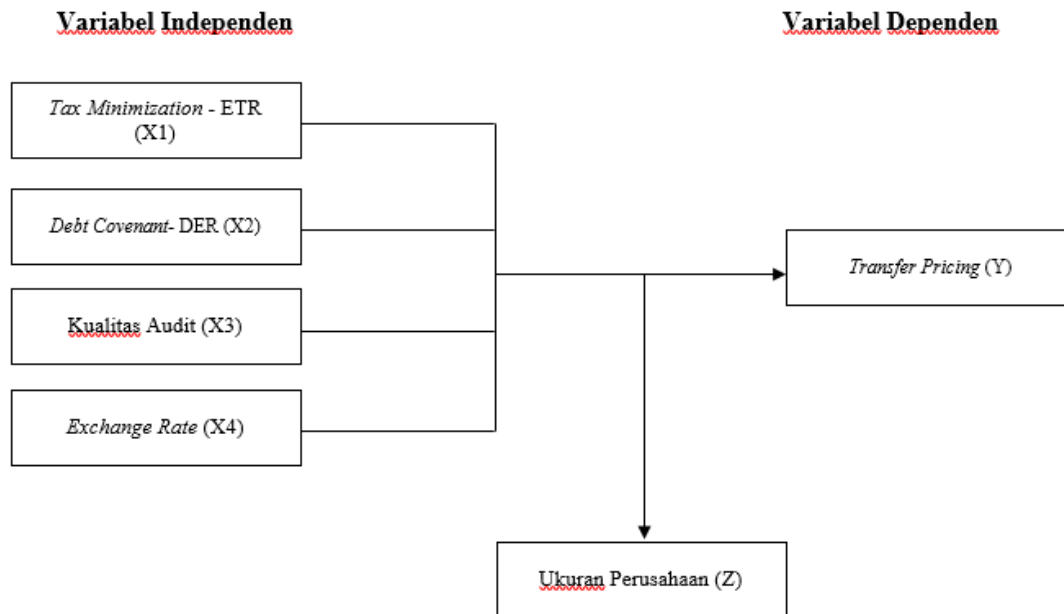 Variabel Independen
Variabel Dependen
Tax Minimization - ETR
(X1)
Debt Covenant- DER (X2)
Transfer Pricing (Y)
Kualitas Audit (X3)
Exchange Rate (X4)
Ukuran Perusahaan (Z)